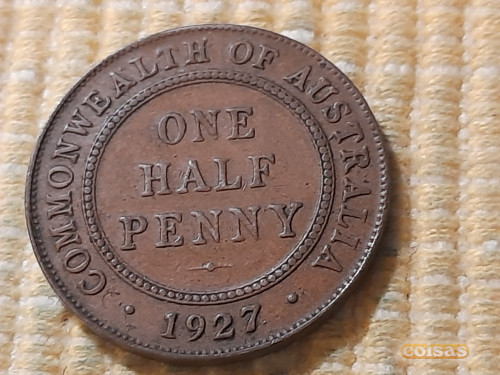 COMMONWEALTH OF AUSTRALIA
ONE
HALF
PENNY
· 1927 ·
coisas